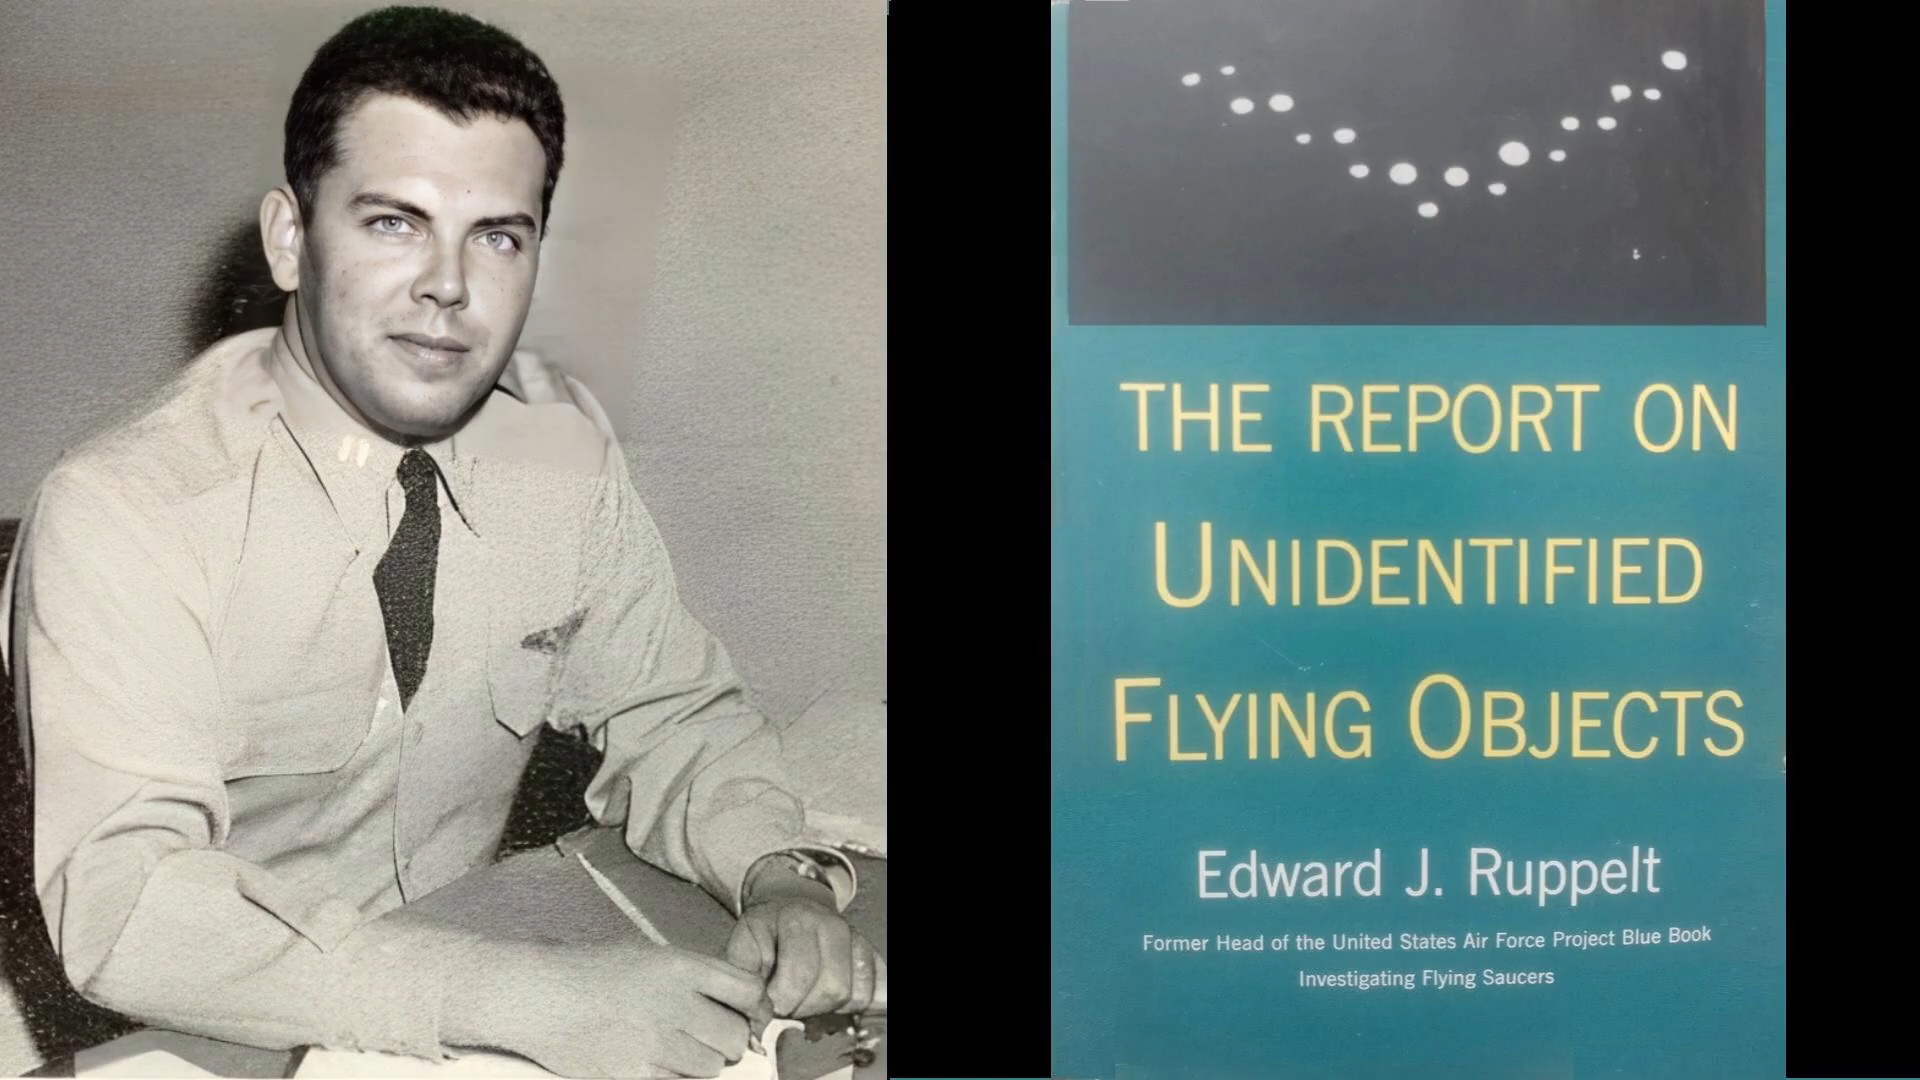 THE REPORT ON
UNIDENTIFIED
FLYING OBJECTS
Edward J. Ruppelt
Former Head of the United States Air Force Project Blue Book
Investigating Flying Saucers